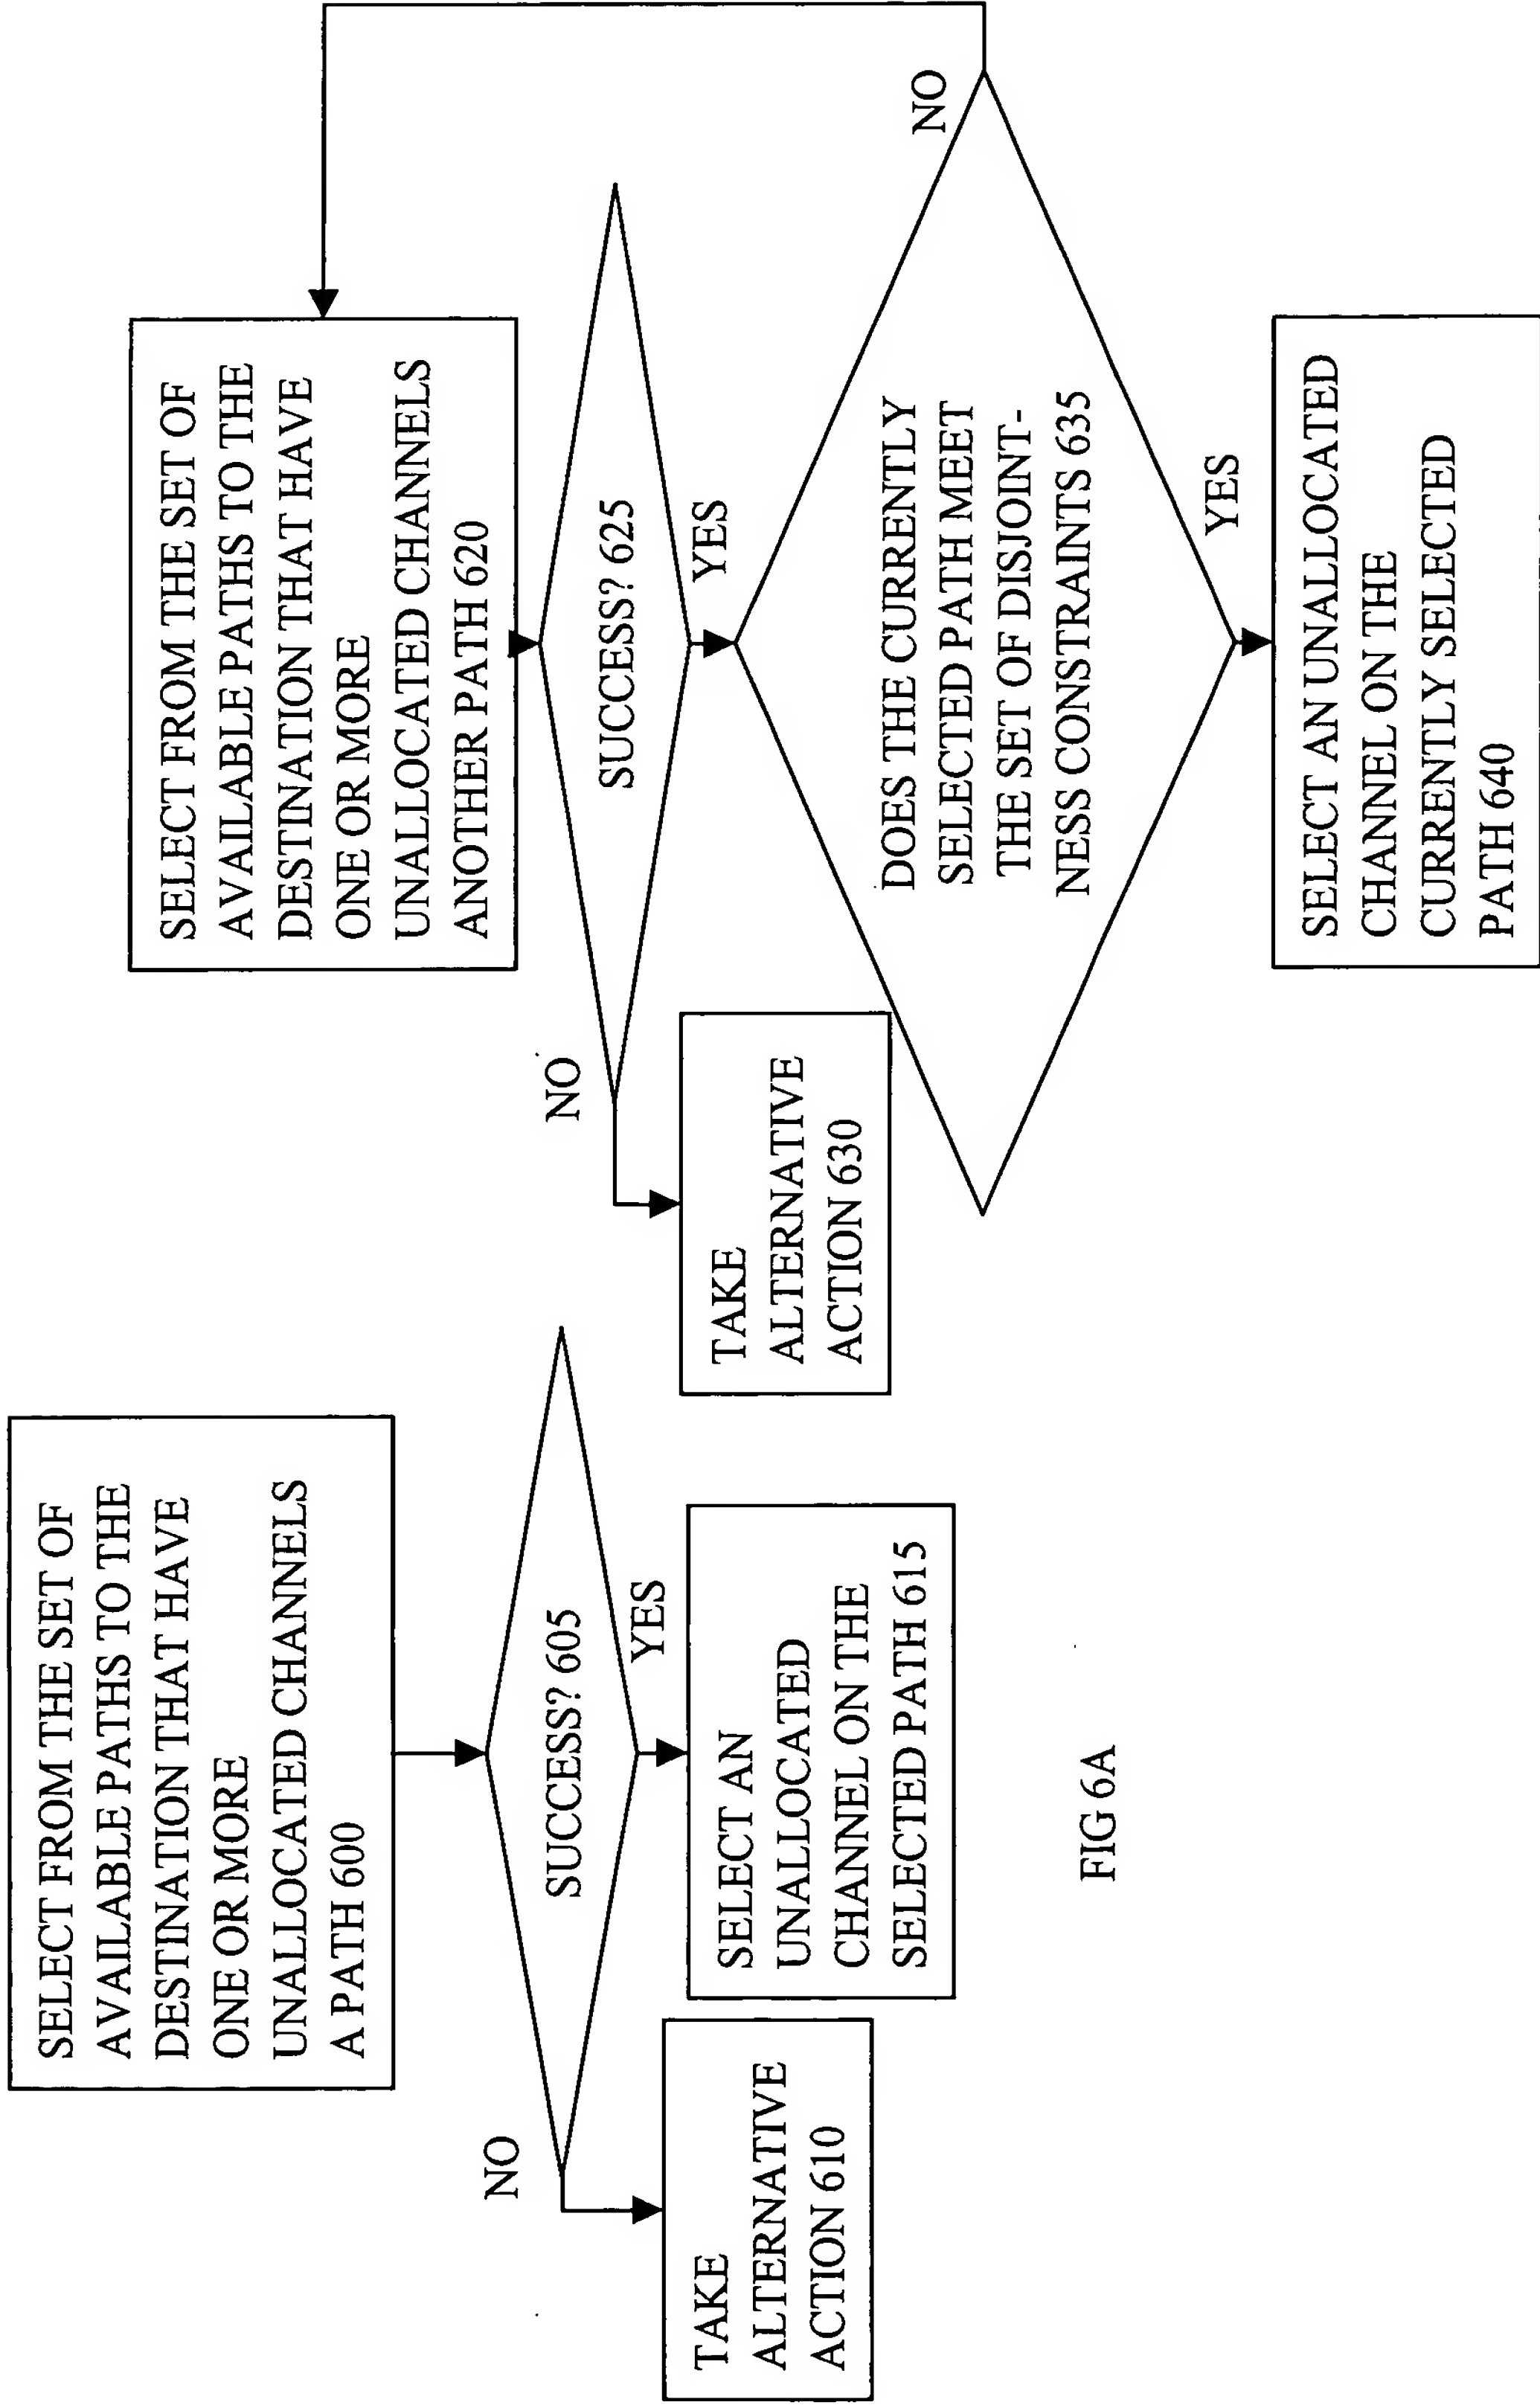 SELECT FROM THE SET OF
AVAILABLE PATHS TO THE
DESTINATION THAT HAVE
ONE OR MORE
UNALLOCATED CHANNELS
A PATH 600
SUCCESS? 605
NO
YES
TAKE
ALTERNATIVE
ACTION 610
SELECT AN
UNALLOCATED
CHANNEL ON THE
SELECTED PATH 615
FIG 6A
SELECT FROM THE SET OF
AVAILABLE PATHS TO THE
DESTINATION THAT HAVE
ONE OR MORE
UNALLOCATED CHANNELS
ANOTHER PATH 620
SUCCESS? 625
NO
YES
TAKE
ALTERNATIVE
ACTION 630
DOES THE CURRENTLY
SELECTED PATH MEET
THE SET OF DISJOINT-
NESS CONSTRAINTS 635
NO
YES
SELECT AN UNALLOCATED
CHANNEL ON THE
CURRENTLY SELECTED
PATH 640